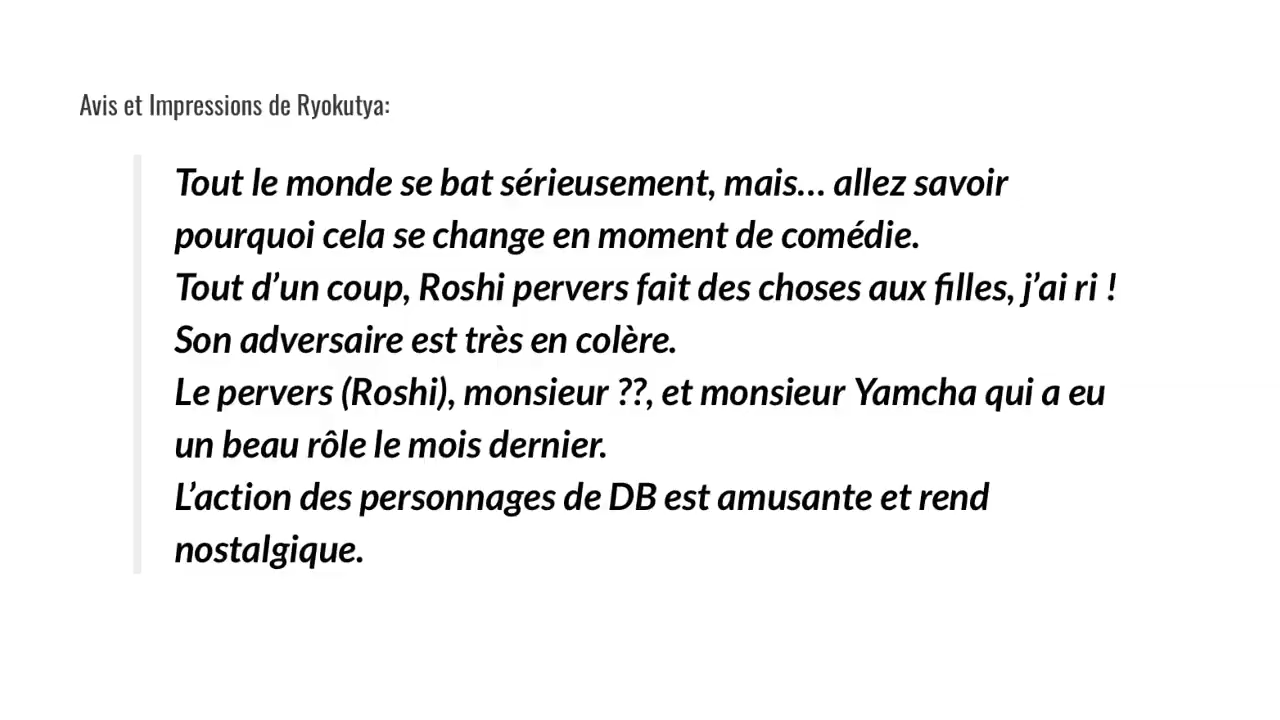 Avis et Impressions de Ryokutya:
Tout le monde se bat sérieusement, mais… allez savoir
pourquoi cela se change en moment de comédie.
Tout d’un coup, Roshi pervers fait des choses aux filles, j’ai ri !
Son adversaire est très en colère.
Le pervers (Roshi), monsieur ??, et monsieur Yamcha qui a eu
un beau rôle le mois dernier.
L’action des personnages de DB est amusante et rend
nostalgique.